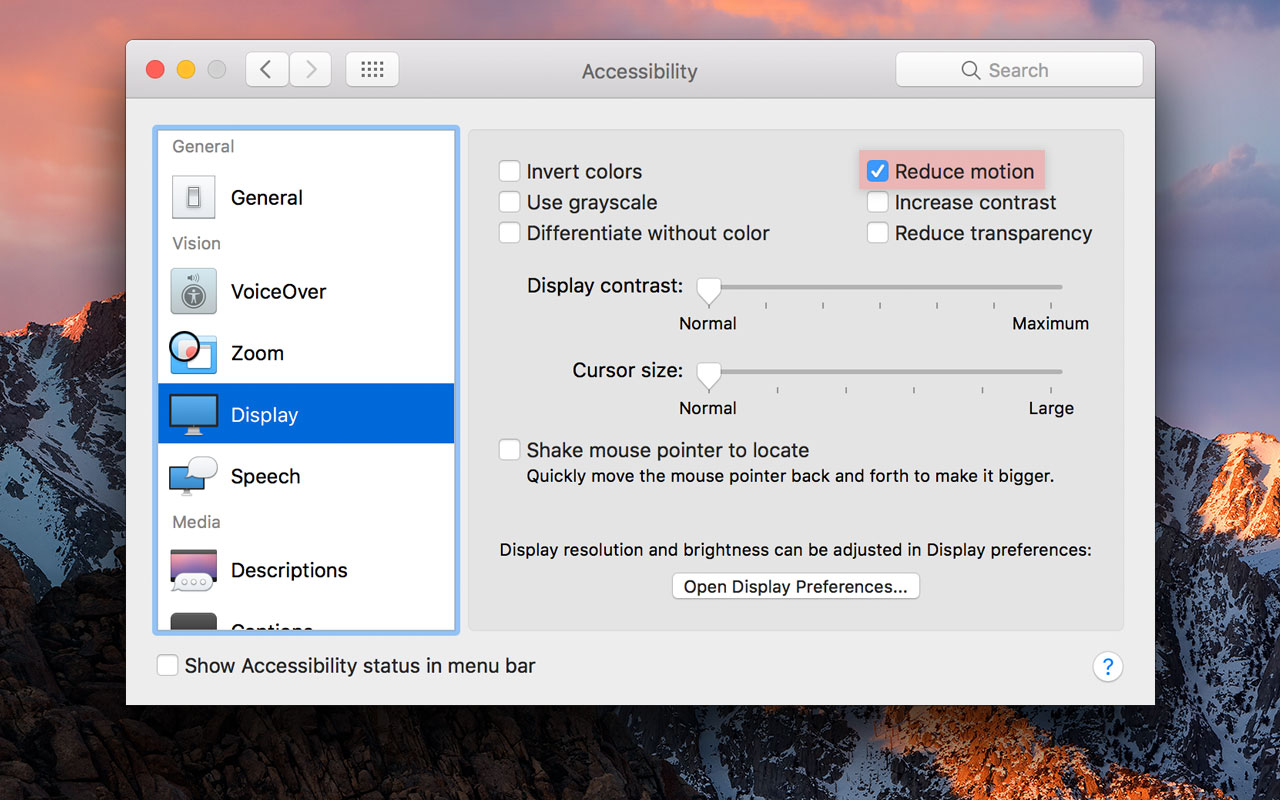 Accessibility
Search
General
General
Vision
VoiceOver
Zoom
Display
Speech
Media
Descriptions
Captions
Invert colors
Use grayscale
Differentiate without color
Reduce motion
Increase contrast
Reduce transparency
Display contrast:
Normal
Maximum
Cursor size:
Normal
Large
Shake mouse pointer to locate
Quickly move the mouse pointer back and forth to make it bigger.
Display resolution and brightness can be adjusted in Display preferences:
Open Display Preferences...
Show Accessibility status in menu bar
?